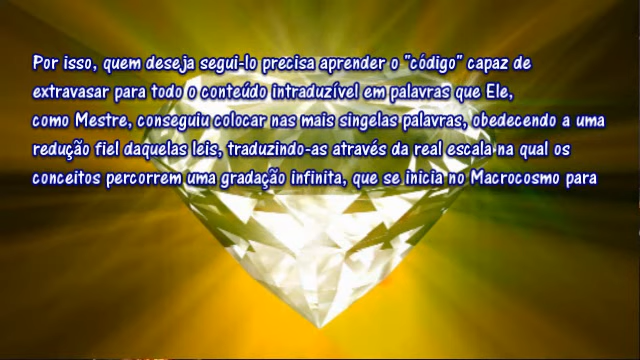 Por isso, quem deseja segui-lo precisa aprender o "código" capaz de
extravasar para todo o conteúdo intraduzível em palavras que Ele,
como Mestre, conseguiu colocar nas mais singelas palavras, obedecendo a uma
redução fiel daquelas leis, traduzindo-as através da real escala na qual os
conceitos percorrem uma gradação infinita, que se inicia no Macrocosmo para